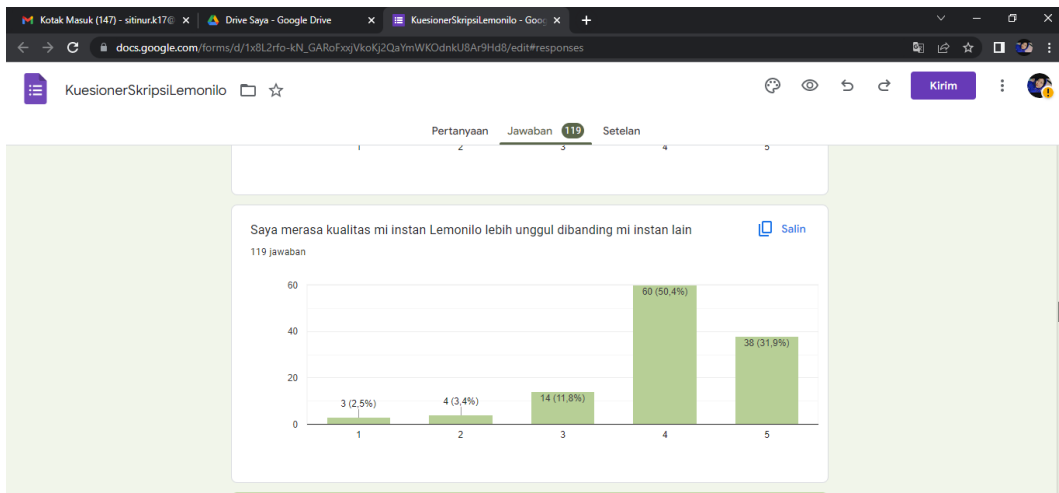 Kotak Masuk (147) - sitinur.k17@
Drive Saya - Google Drive
KuesionerSkripsiLemonilo - Goog
docs.google.com/forms/d/1x8L2rfo-kN_GARoFxxjVkoKj2QaYmWKOdnkU8Ar9Hd8/edit#responses
KuesionerSkripsiLemonilo
Kirim
Pertanyaan Jawaban 119 Setelan
1 2 3 4 5
Saya merasa kualitas mi instan Lemonilo lebih unggul dibanding mi instan lain
Salin
119 jawaban
60
40
20
0
3 (2,5%)
4 (3,4%)
14 (11,8%)
60 (50,4%)
38 (31,9%)
1 2 3 4 5